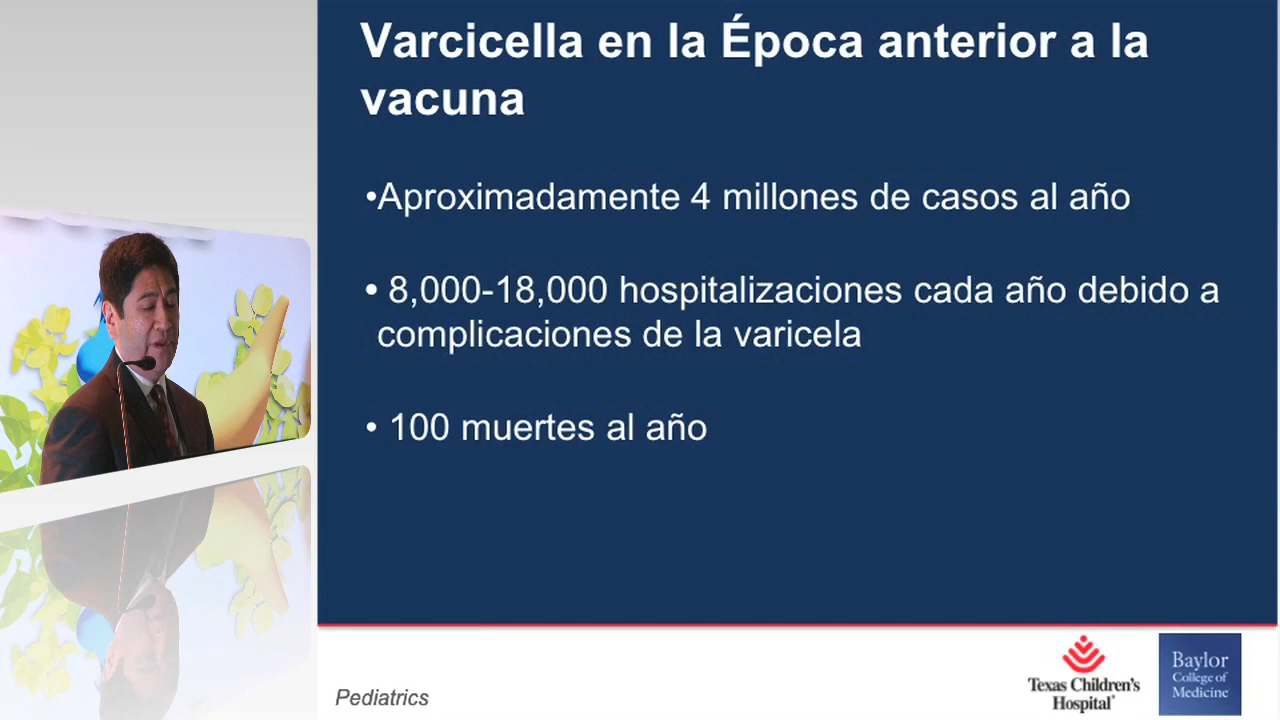 Varcicella en la Época anterior a la
vacuna
•Aproximadamente 4 millones de casos al año
• 8,000-18,000 hospitalizaciones cada año debido a
complicaciones de la varicela
• 100 muertes al año
Pediatrics
Texas Children's
Hospital
Baylor
College of
Medicine